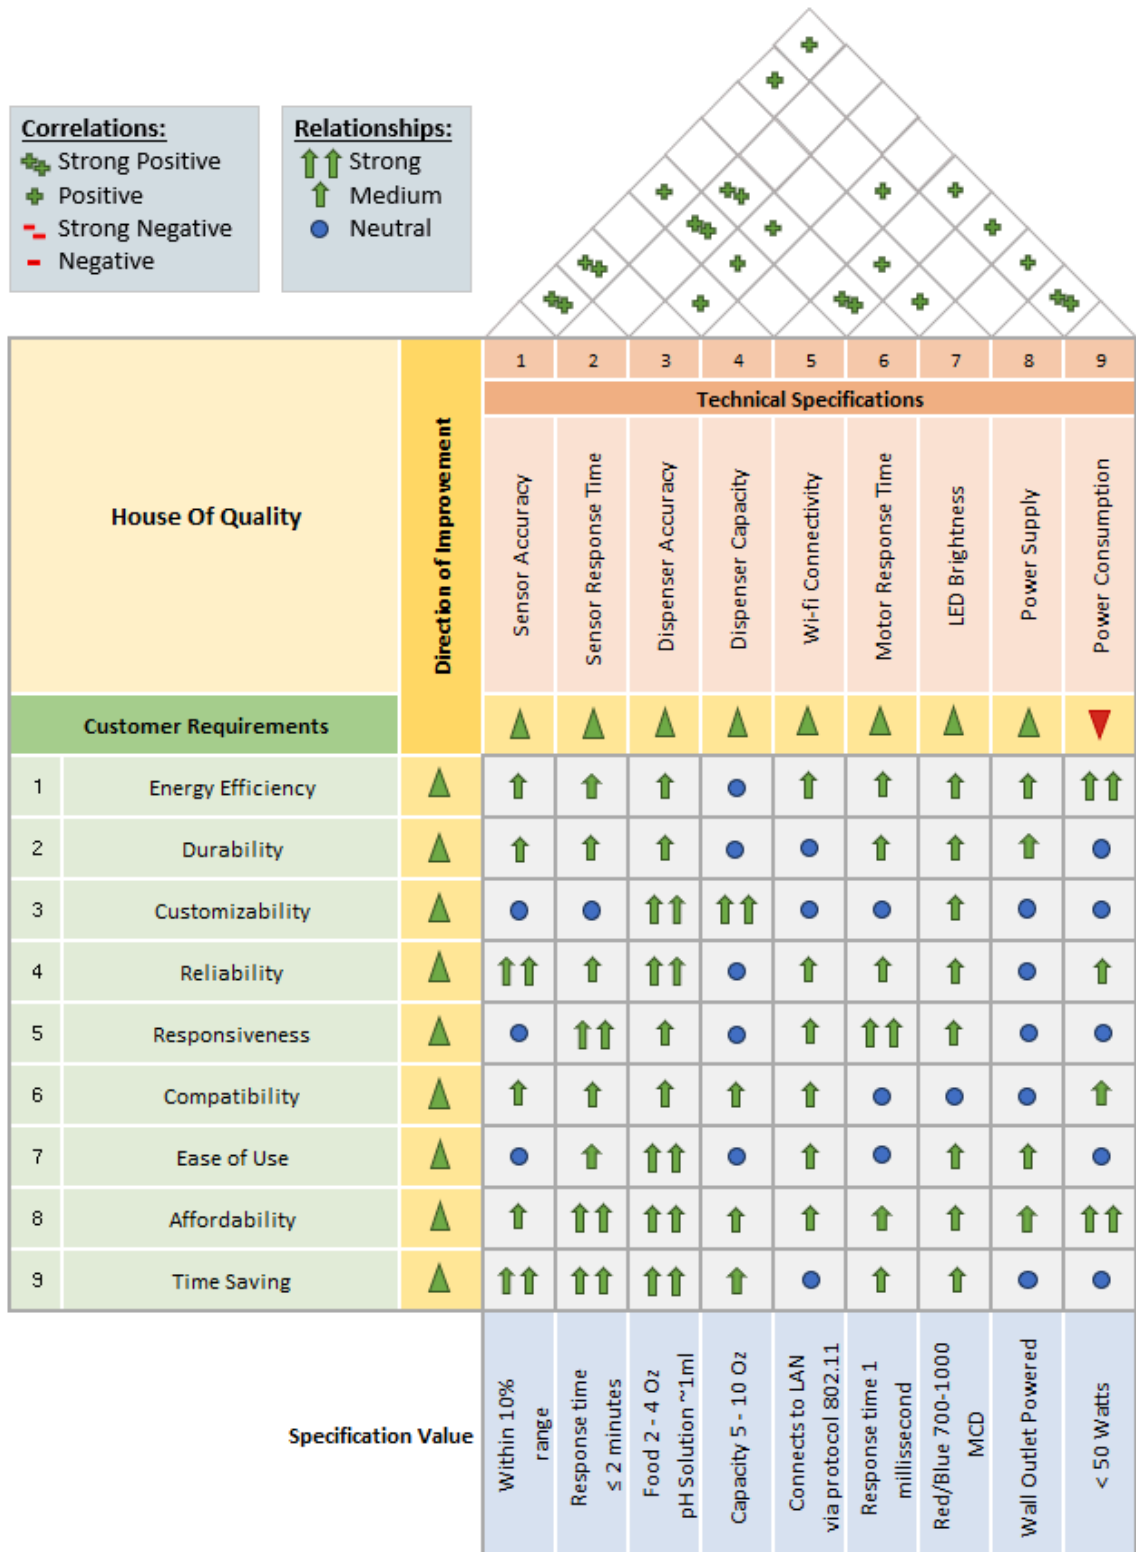 Correlations:
Strong Positive
Positive
Strong Negative
Negative
Relationships:
Strong
Medium
Neutral
1 2 3 4 5 6 7 8 9
Technical Specifications
House Of Quality
Direction of Improvement
Sensor Accuracy
Sensor Response Time
Dispenser Accuracy
Dispenser Capacity
Wi-fi Connectivity
Motor Response Time
LED Brightness
Power Supply
Power Consumption
Customer Requirements
1 Energy Efficiency
2 Durability
3 Customizability
4 Reliability
5 Responsiveness
6 Compatibility
7 Ease of Use
8 Affordability
9 Time Saving
Specification Value
Within 10%
range
Response time
≤ 2 minutes
Food 2 - 4 Oz
pH Solution ~1ml
Capacity 5 - 10 Oz
Connects to LAN
via protocol 802.11
Response time 1
millissecond
Red/Blue 700-1000
MCD
Wall Outlet Powered
< 50 Watts